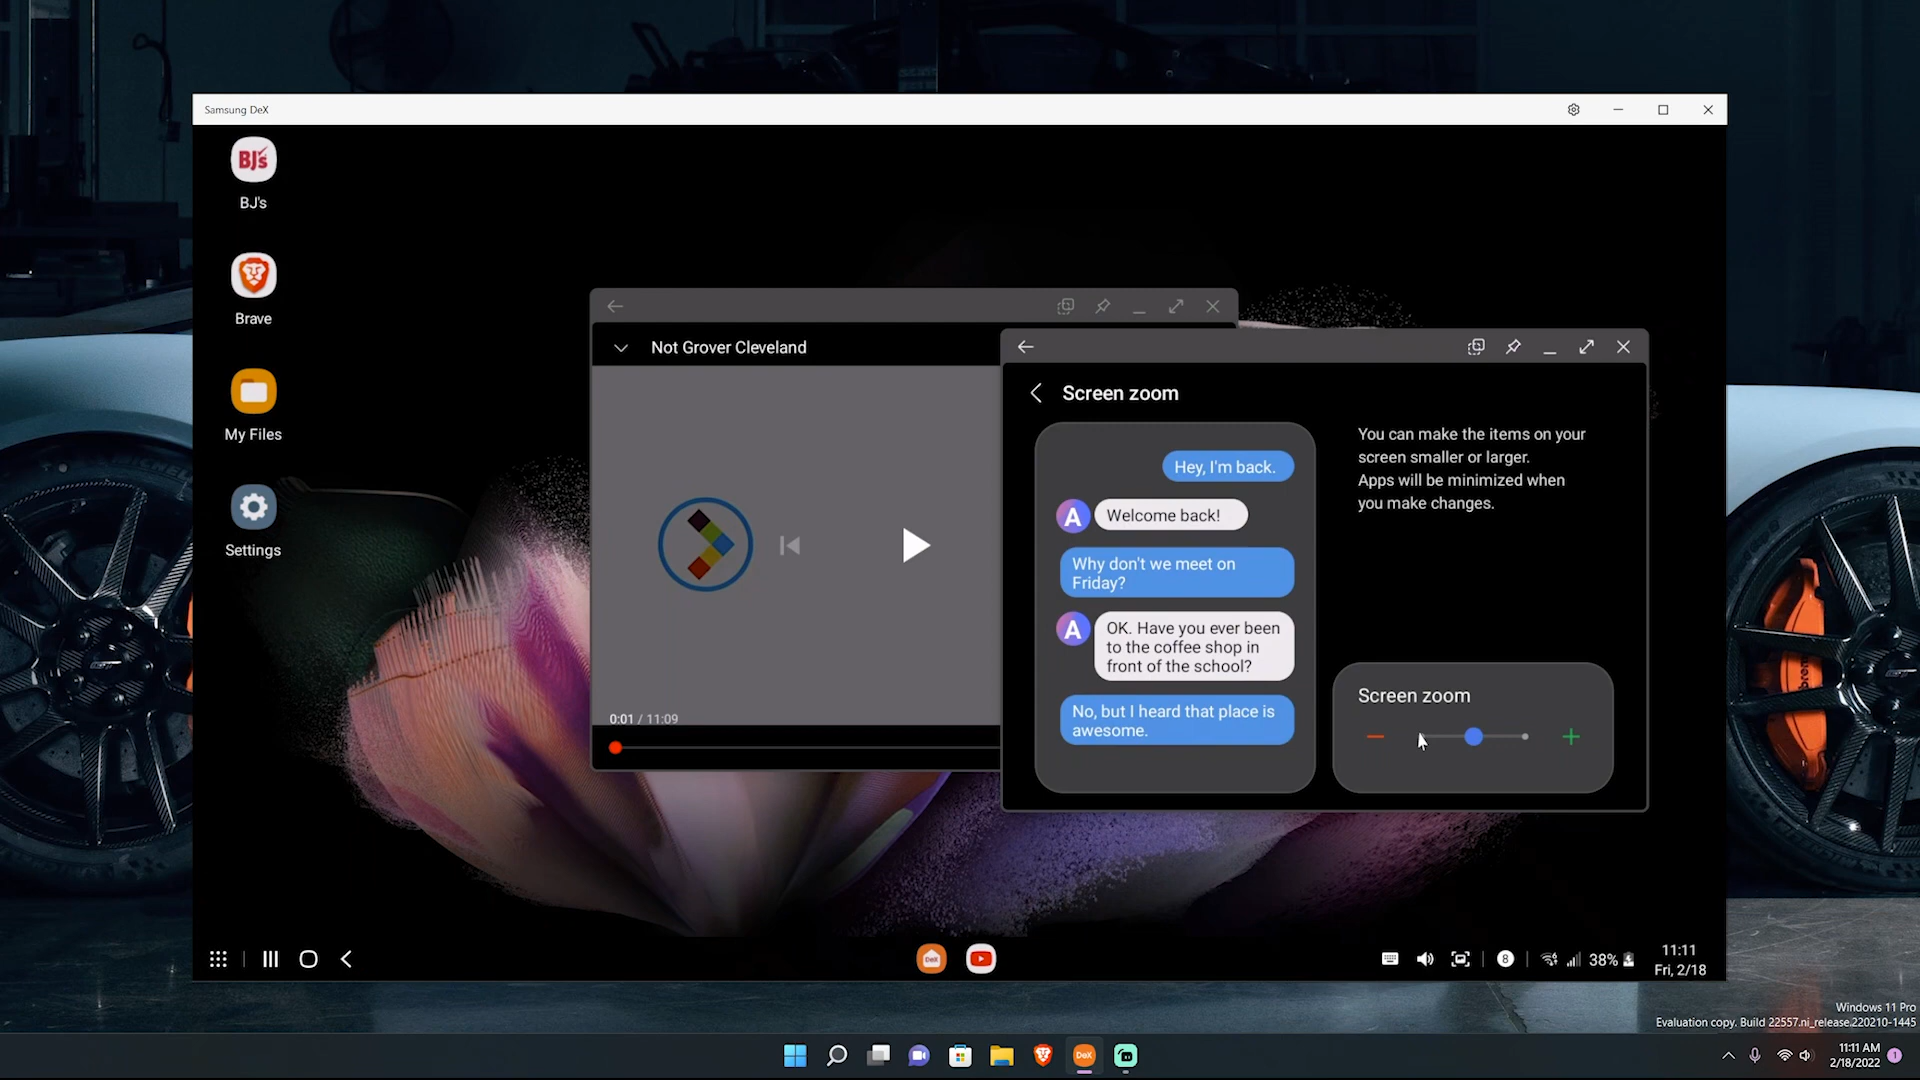 Samsung DeX
BJ's
BJ's
Brave
My Files
Settings
Not Grover Cleveland
0:01 / 11:09
Screen zoom
Hey, I'm back.
A
Welcome back!
Why don't we meet on
Friday?
A
OK. Have you ever been
to the coffee shop in
front of the school?
No, but I heard that place is
awesome.
You can make the items on your
screen smaller or larger.
Apps will be minimized when
you make changes.
Screen zoom
DeX
8
38%
11:11
Fri, 2/18
Windows 11 Pro
Evaluation copy. Build 22557.ni_release.220210-1445
DeX
11:11 AM
2/18/2022
1